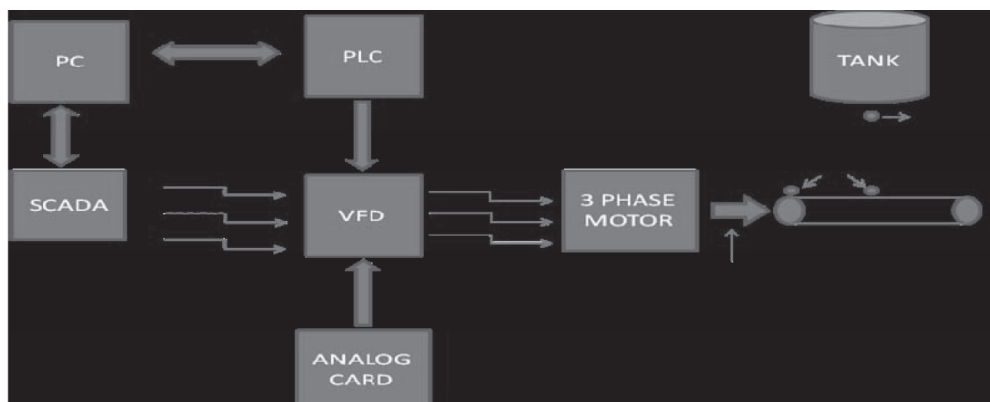 PC
PLC
TANK
SCADA
VFD
3 PHASE
MOTOR
ANALOG
CARD